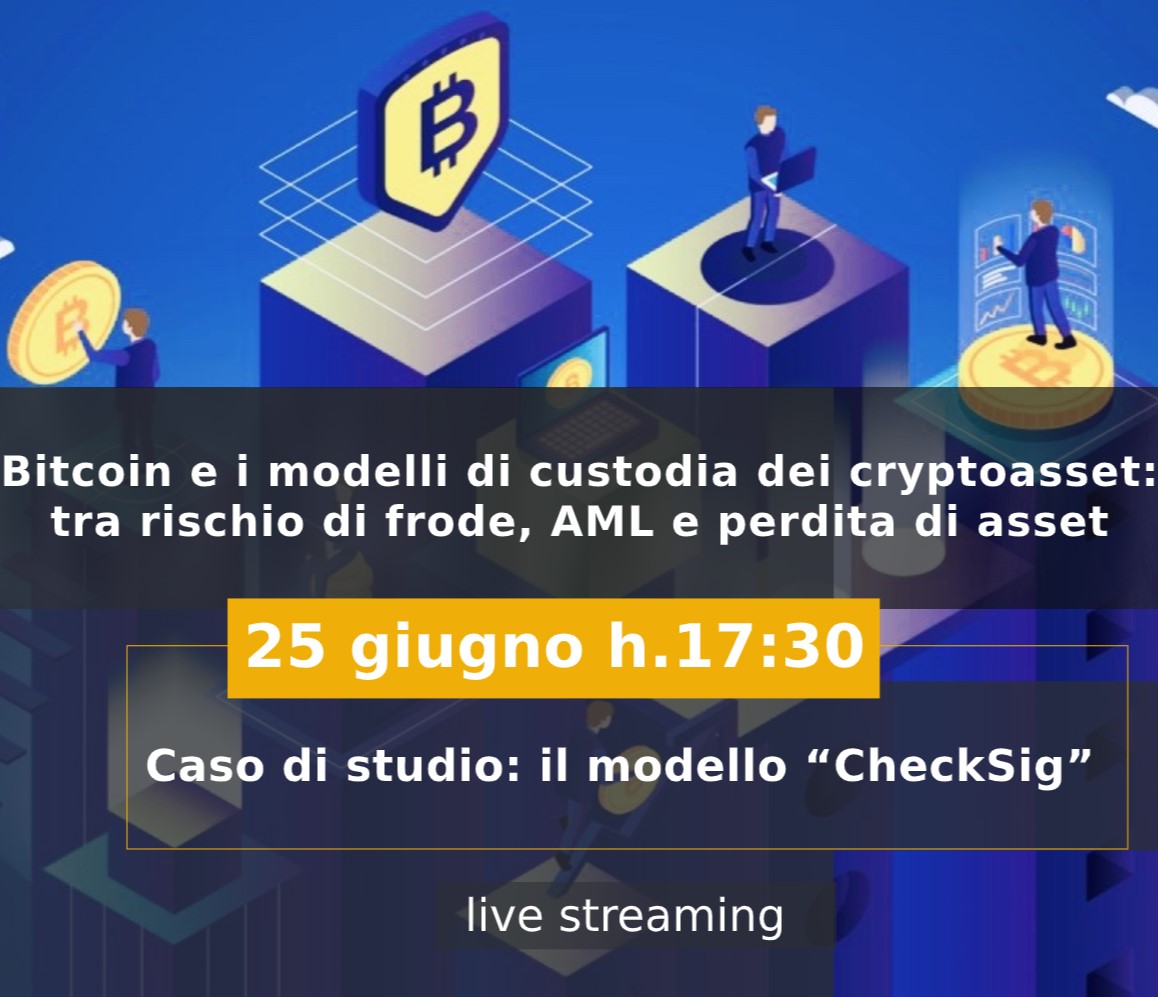 Bitcoin e i modelli di custodia dei cryptoasset:
tra rischio di frode, AML e perdita di asset
25 giugno h.17:30
Caso di studio: il modello “CheckSig”
live streaming